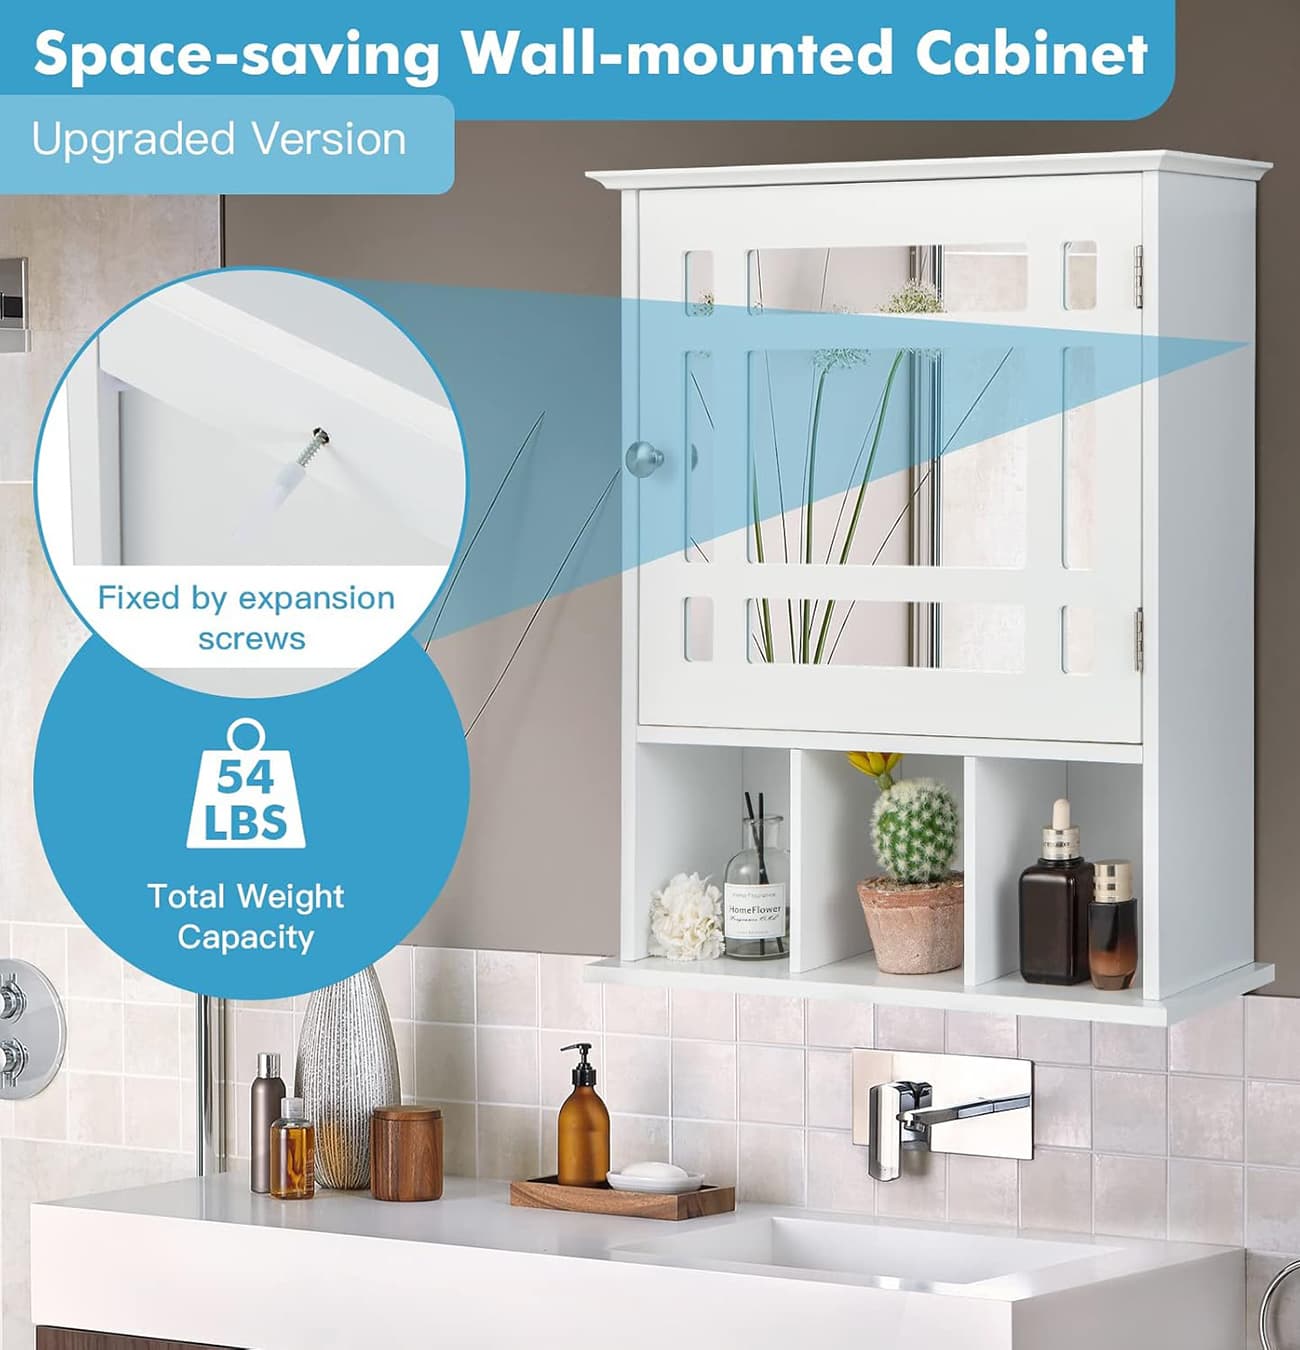 Space-saving Wall-mounted Cabinet
Upgraded Version
Fixed by expansion
screws
54
LBS
Total Weight
Capacity
HomeFlower